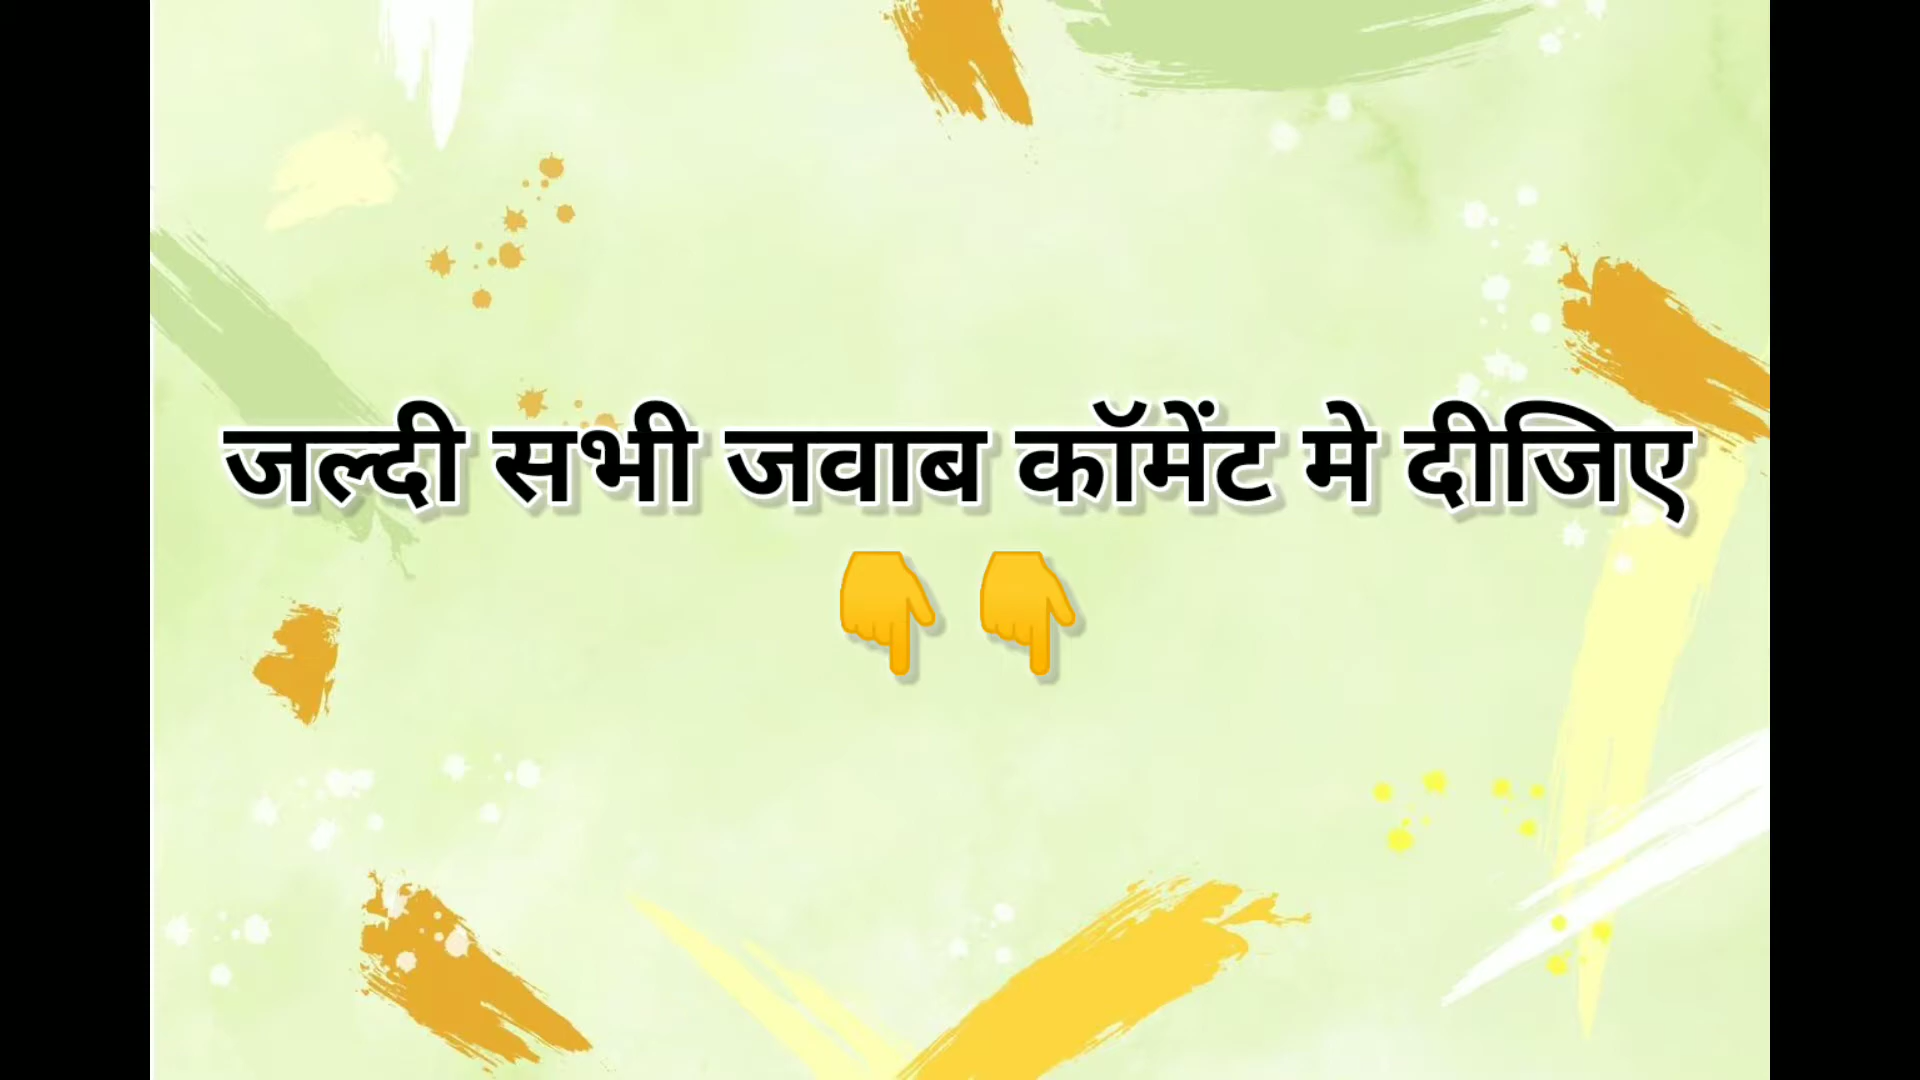 जल्दी सभी जवाब कॉमेंट मे दीजिए
👇 👇